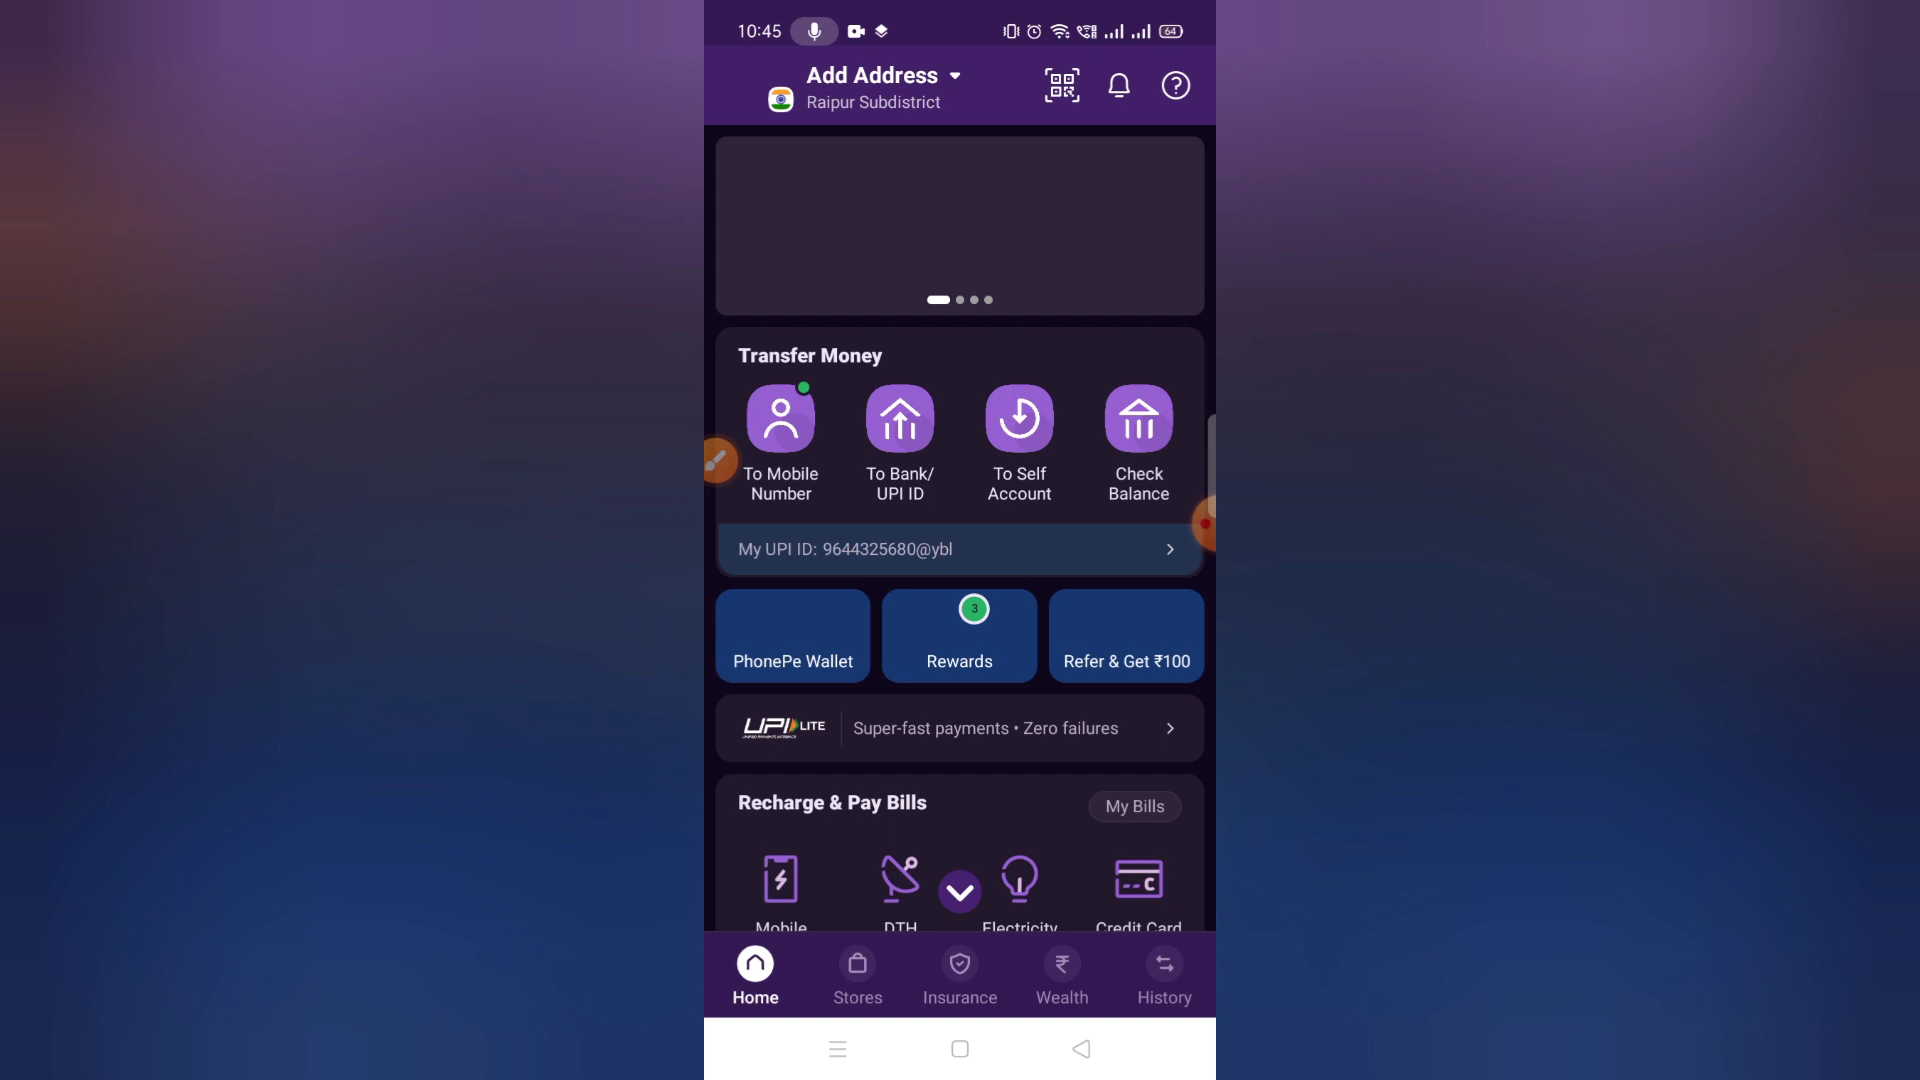 10:45
64
Add Address
Raipur Subdistrict
Transfer Money
To Mobile
Number
To Bank/
UPI ID
To Self
Account
Check
Balance
My UPI ID: 9644325680@ybl
3
PhonePe Wallet
Rewards
Refer & Get ₹100
UPI LITE
Super-fast payments • Zero failures
Recharge & Pay Bills
My Bills
Mobile
DTH
Electricity
Credit Card
Home
Stores
Insurance
Wealth
History